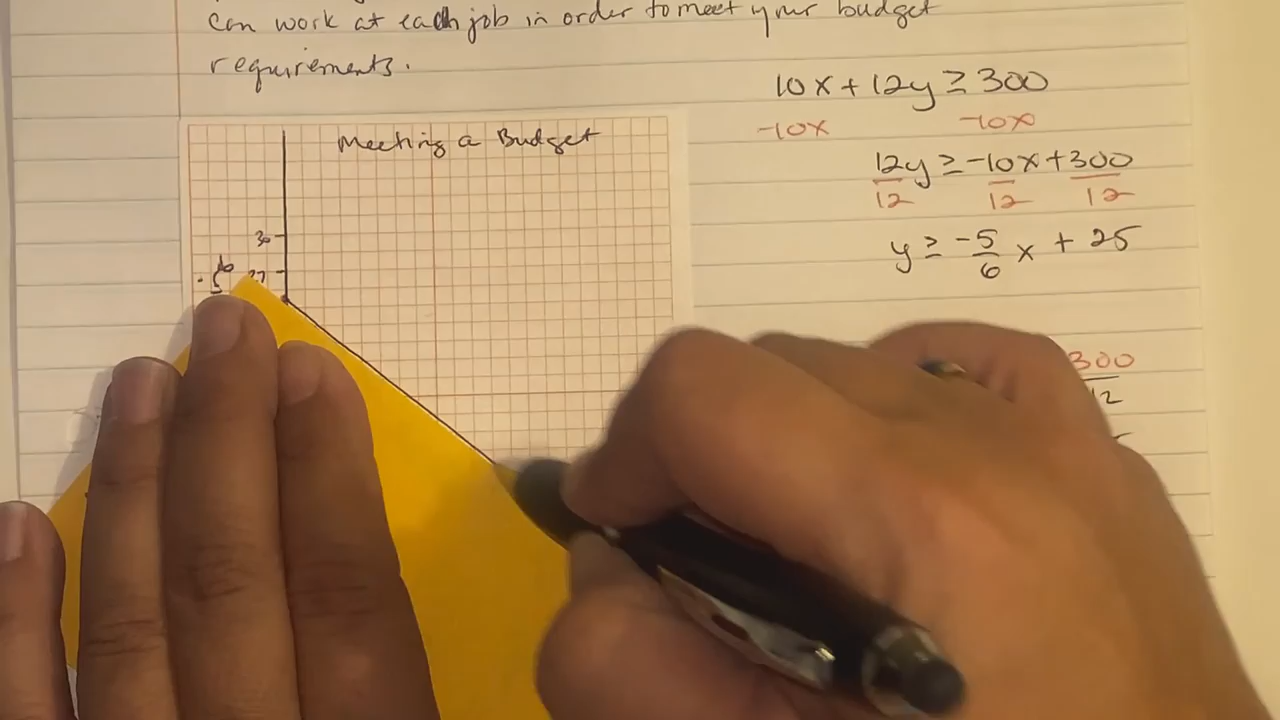 can work at each job in order to meet your budget
requirements.
10x + 12y ≥ 300
-10x -10x
12y ≥ -10x + 300
12 12 12
y ≥ -5/6 x + 25
Meeting a Budget
30
27
300
12